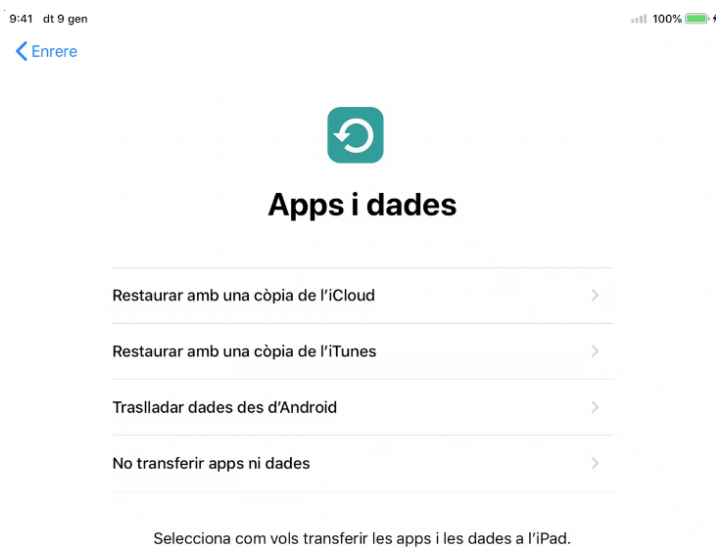 9:41 dt 9 gen 100%
Enrere
Apps i dades
Restaurar amb una còpia de l’iCloud
Restaurar amb una còpia de l’iTunes
Traslladar dades des d’Android
No transferir apps ni dades
Selecciona com vols transferir les apps i les dades a l’iPad.